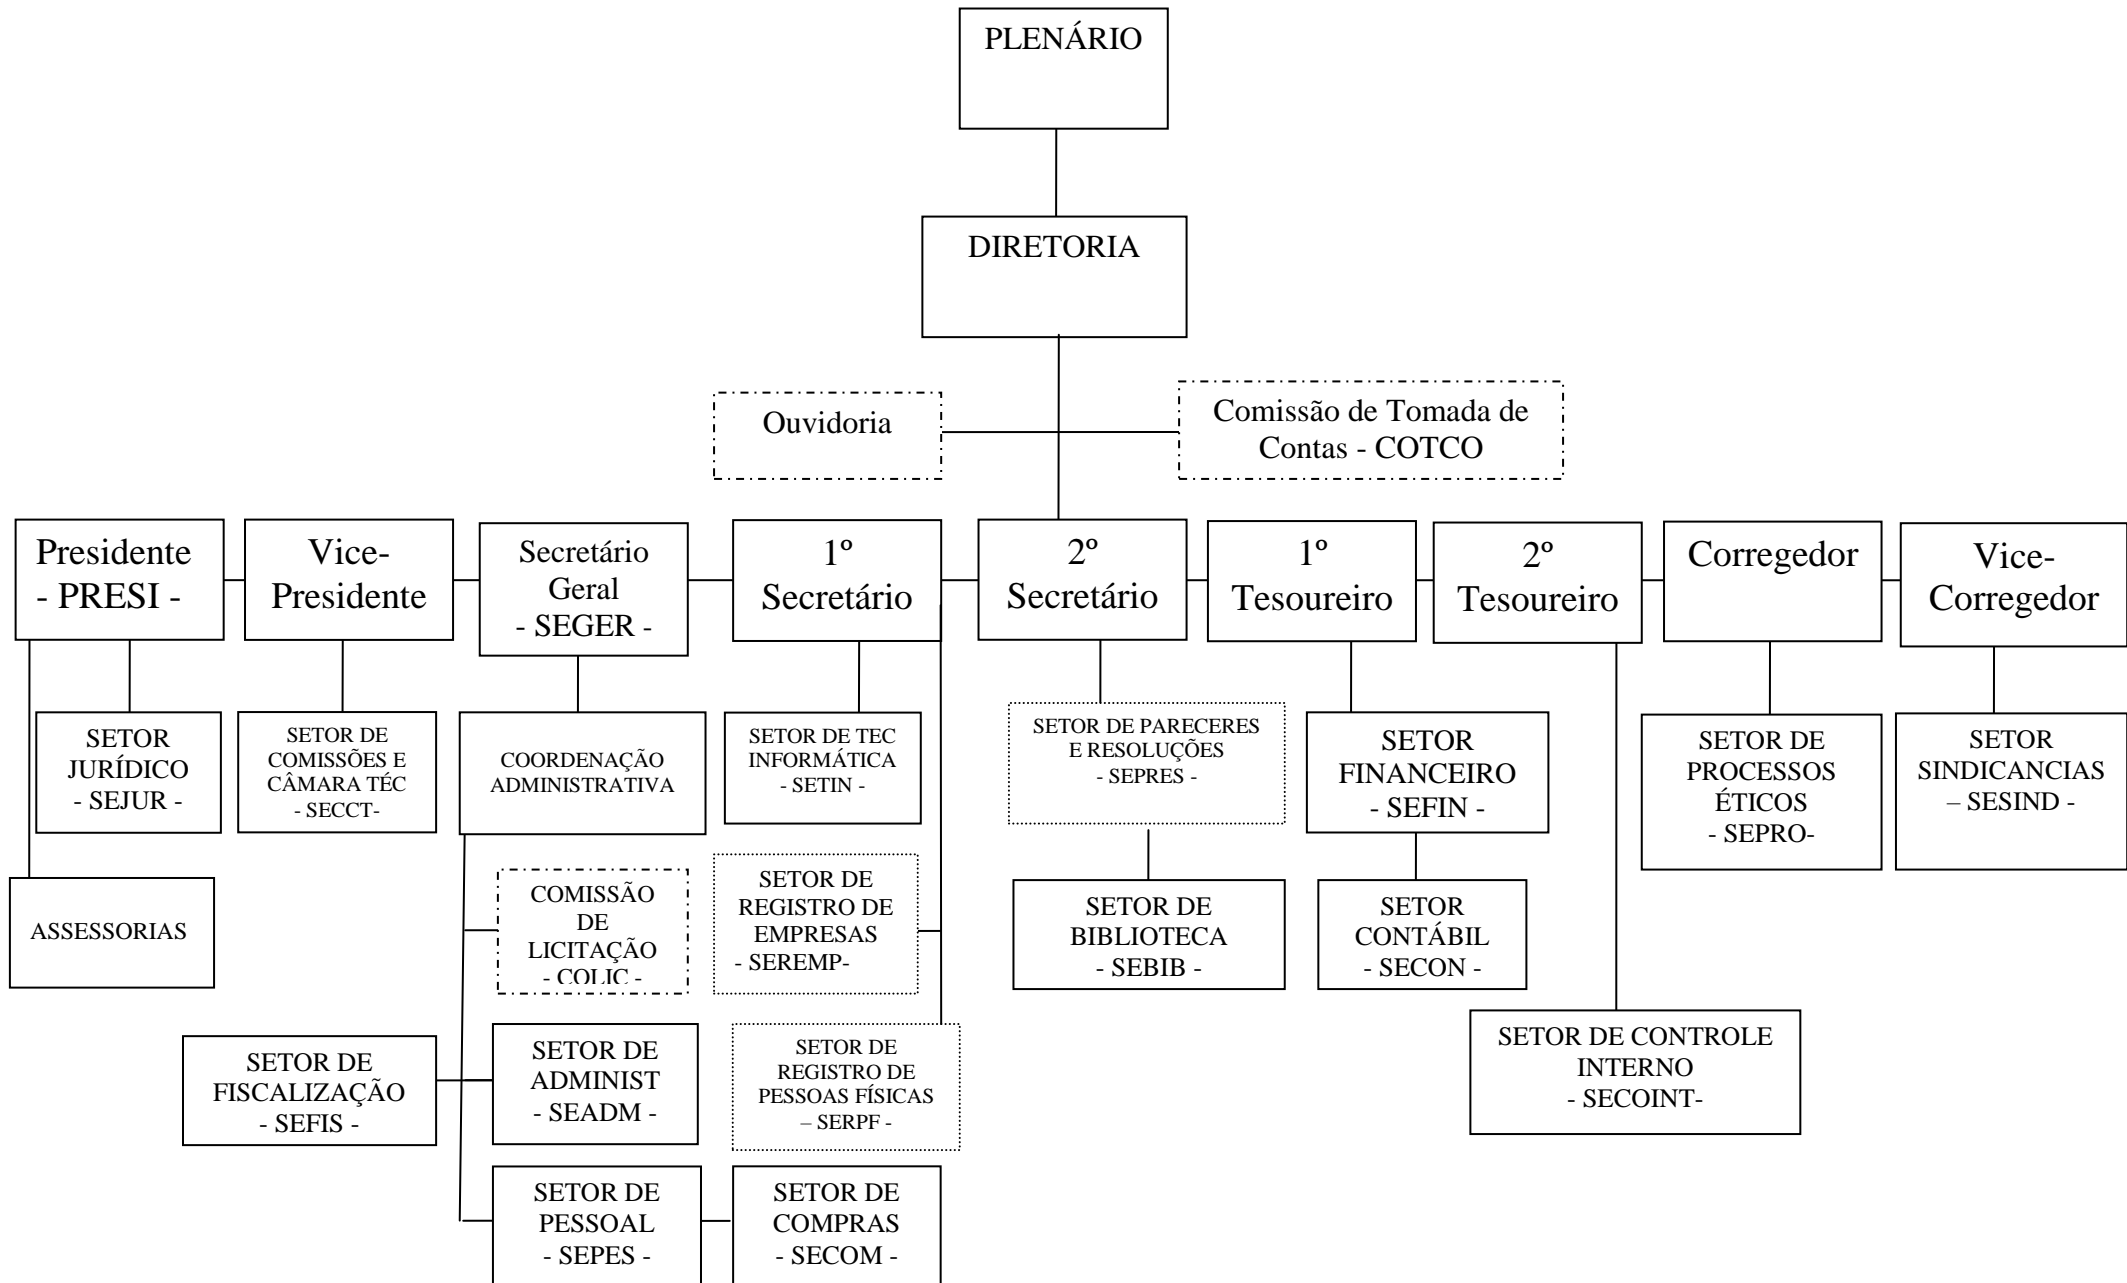 PLENÁRIO
DIRETORIA
Ouvidoria
Comissão de Tomada de
Contas - COTCO
Presidente
- PRESI -
Vice-
Presidente
Secretário
Geral
- SEGER -
1º
Secretário
2º
Secretário
1º
Tesoureiro
2º
Tesoureiro
Corregedor
Vice-
Corregedor
SETOR
JURÍDICO
- SEJUR -
SETOR DE
COMISSÕES E
CÂMARA TÉC
- SECCT-
COORDENAÇÃO
ADMINISTRATIVA
SETOR DE TEC
INFORMÁTICA
- SETIN -
SETOR DE PARECERES
E RESOLUÇÕES
- SEPRES -
SETOR
FINANCEIRO
- SEFIN -
SETOR DE
PROCESSOS
ÉTICOS
- SEPRO-
SETOR
SINDICANCIAS
– SESIND -
ASSESSORIAS
COMISSÃO
DE
LICITAÇÃO
- COLIC -
SETOR DE
REGISTRO DE
EMPRESAS
- SEREMP-
SETOR DE
BIBLIOTECA
- SEBIB -
SETOR
CONTÁBIL
- SECON -
SETOR DE
FISCALIZAÇÃO
- SEFIS -
SETOR DE
ADMINIST
- SEADM -
SETOR DE
REGISTRO DE
PESSOAS FÍSICAS
– SERPF -
SETOR DE CONTROLE
INTERNO
- SECOINT-
SETOR DE
PESSOAL
- SEPES -
SETOR DE
COMPRAS
- SECOM -